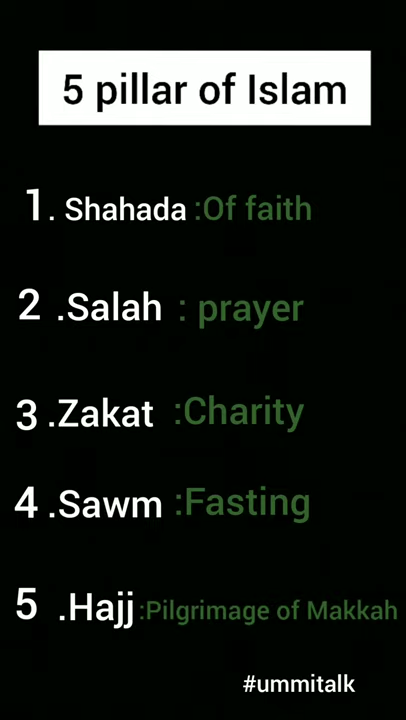 5 pillar of Islam
1. Shahada :Of faith
2 .Salah : prayer
3 .Zakat :Charity
4 .Sawm :Fasting
5 .Hajj :Pilgrimage of Makkah
#ummitalk